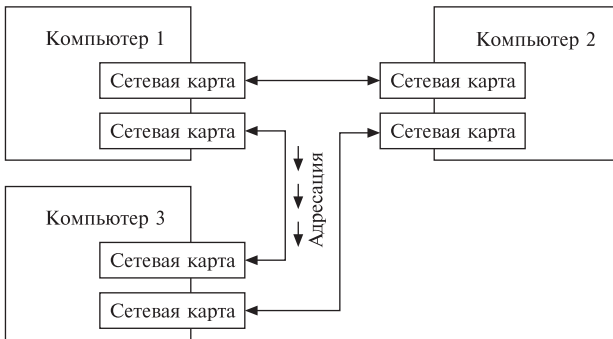 Компьютер 1
Сетевая карта
Сетевая карта
Компьютер 2
Сетевая карта
Сетевая карта
Адресация
Компьютер 3
Сетевая карта
Сетевая карта